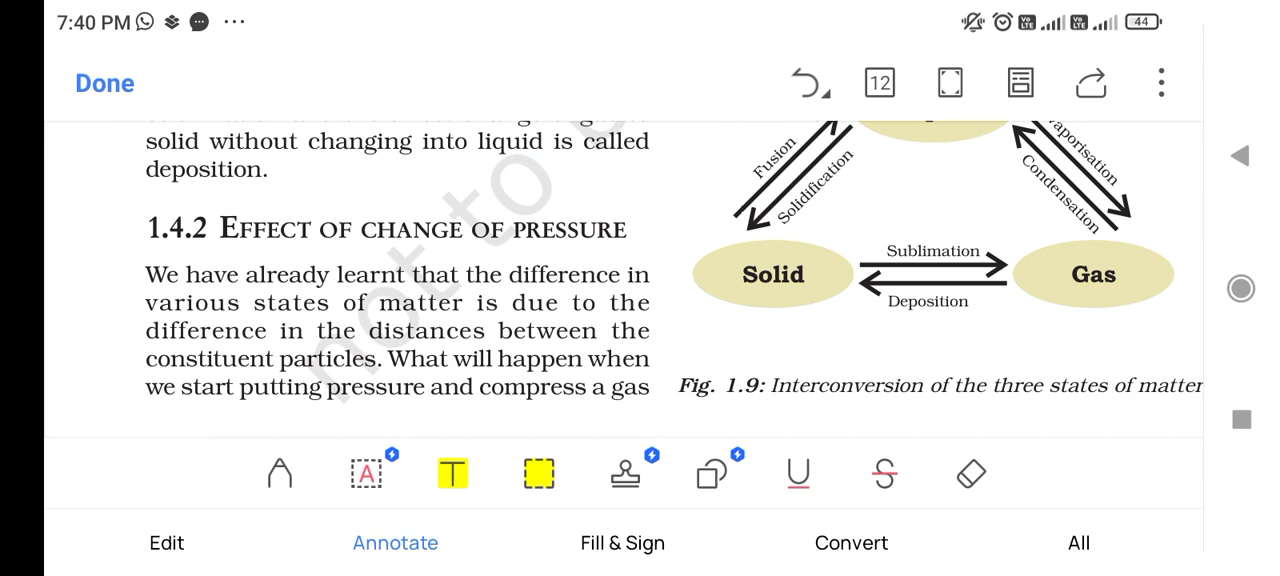 7:40 PM
44
Done
12
solid without changing into liquid is called
deposition.
1.4.2 EFFECT OF CHANGE OF PRESSURE
We have already learnt that the difference in
various states of matter is due to the
difference in the distances between the
constituent particles. What will happen when
we start putting pressure and compress a gas
not to
Fusion
Solidification
Vaporisation
Condensation
Sublimation
Solid
Gas
Deposition
Fig. 1.9: Interconversion of the three states of matter
A
T
U
S
Edit
Annotate
Fill & Sign
Convert
All